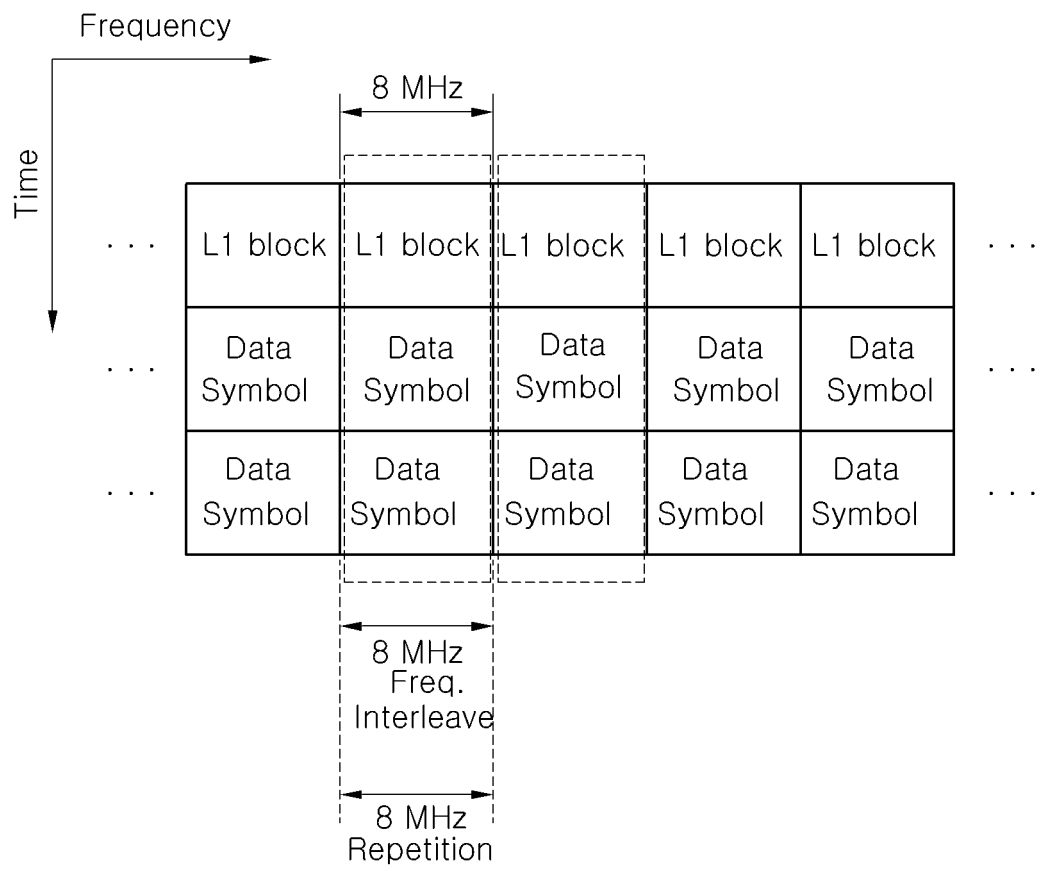 Frequency
8 MHz
Time
. . . L1 block L1 block L1 block L1 block L1 block . . .
Data Data Data Data Data
. . . Symbol Symbol Symbol Symbol Symbol . . .
Data Data Data Data Data
. . . Symbol Symbol Symbol Symbol Symbol . . .
8 MHz
Freq.
Interleave
8 MHz
Repetition